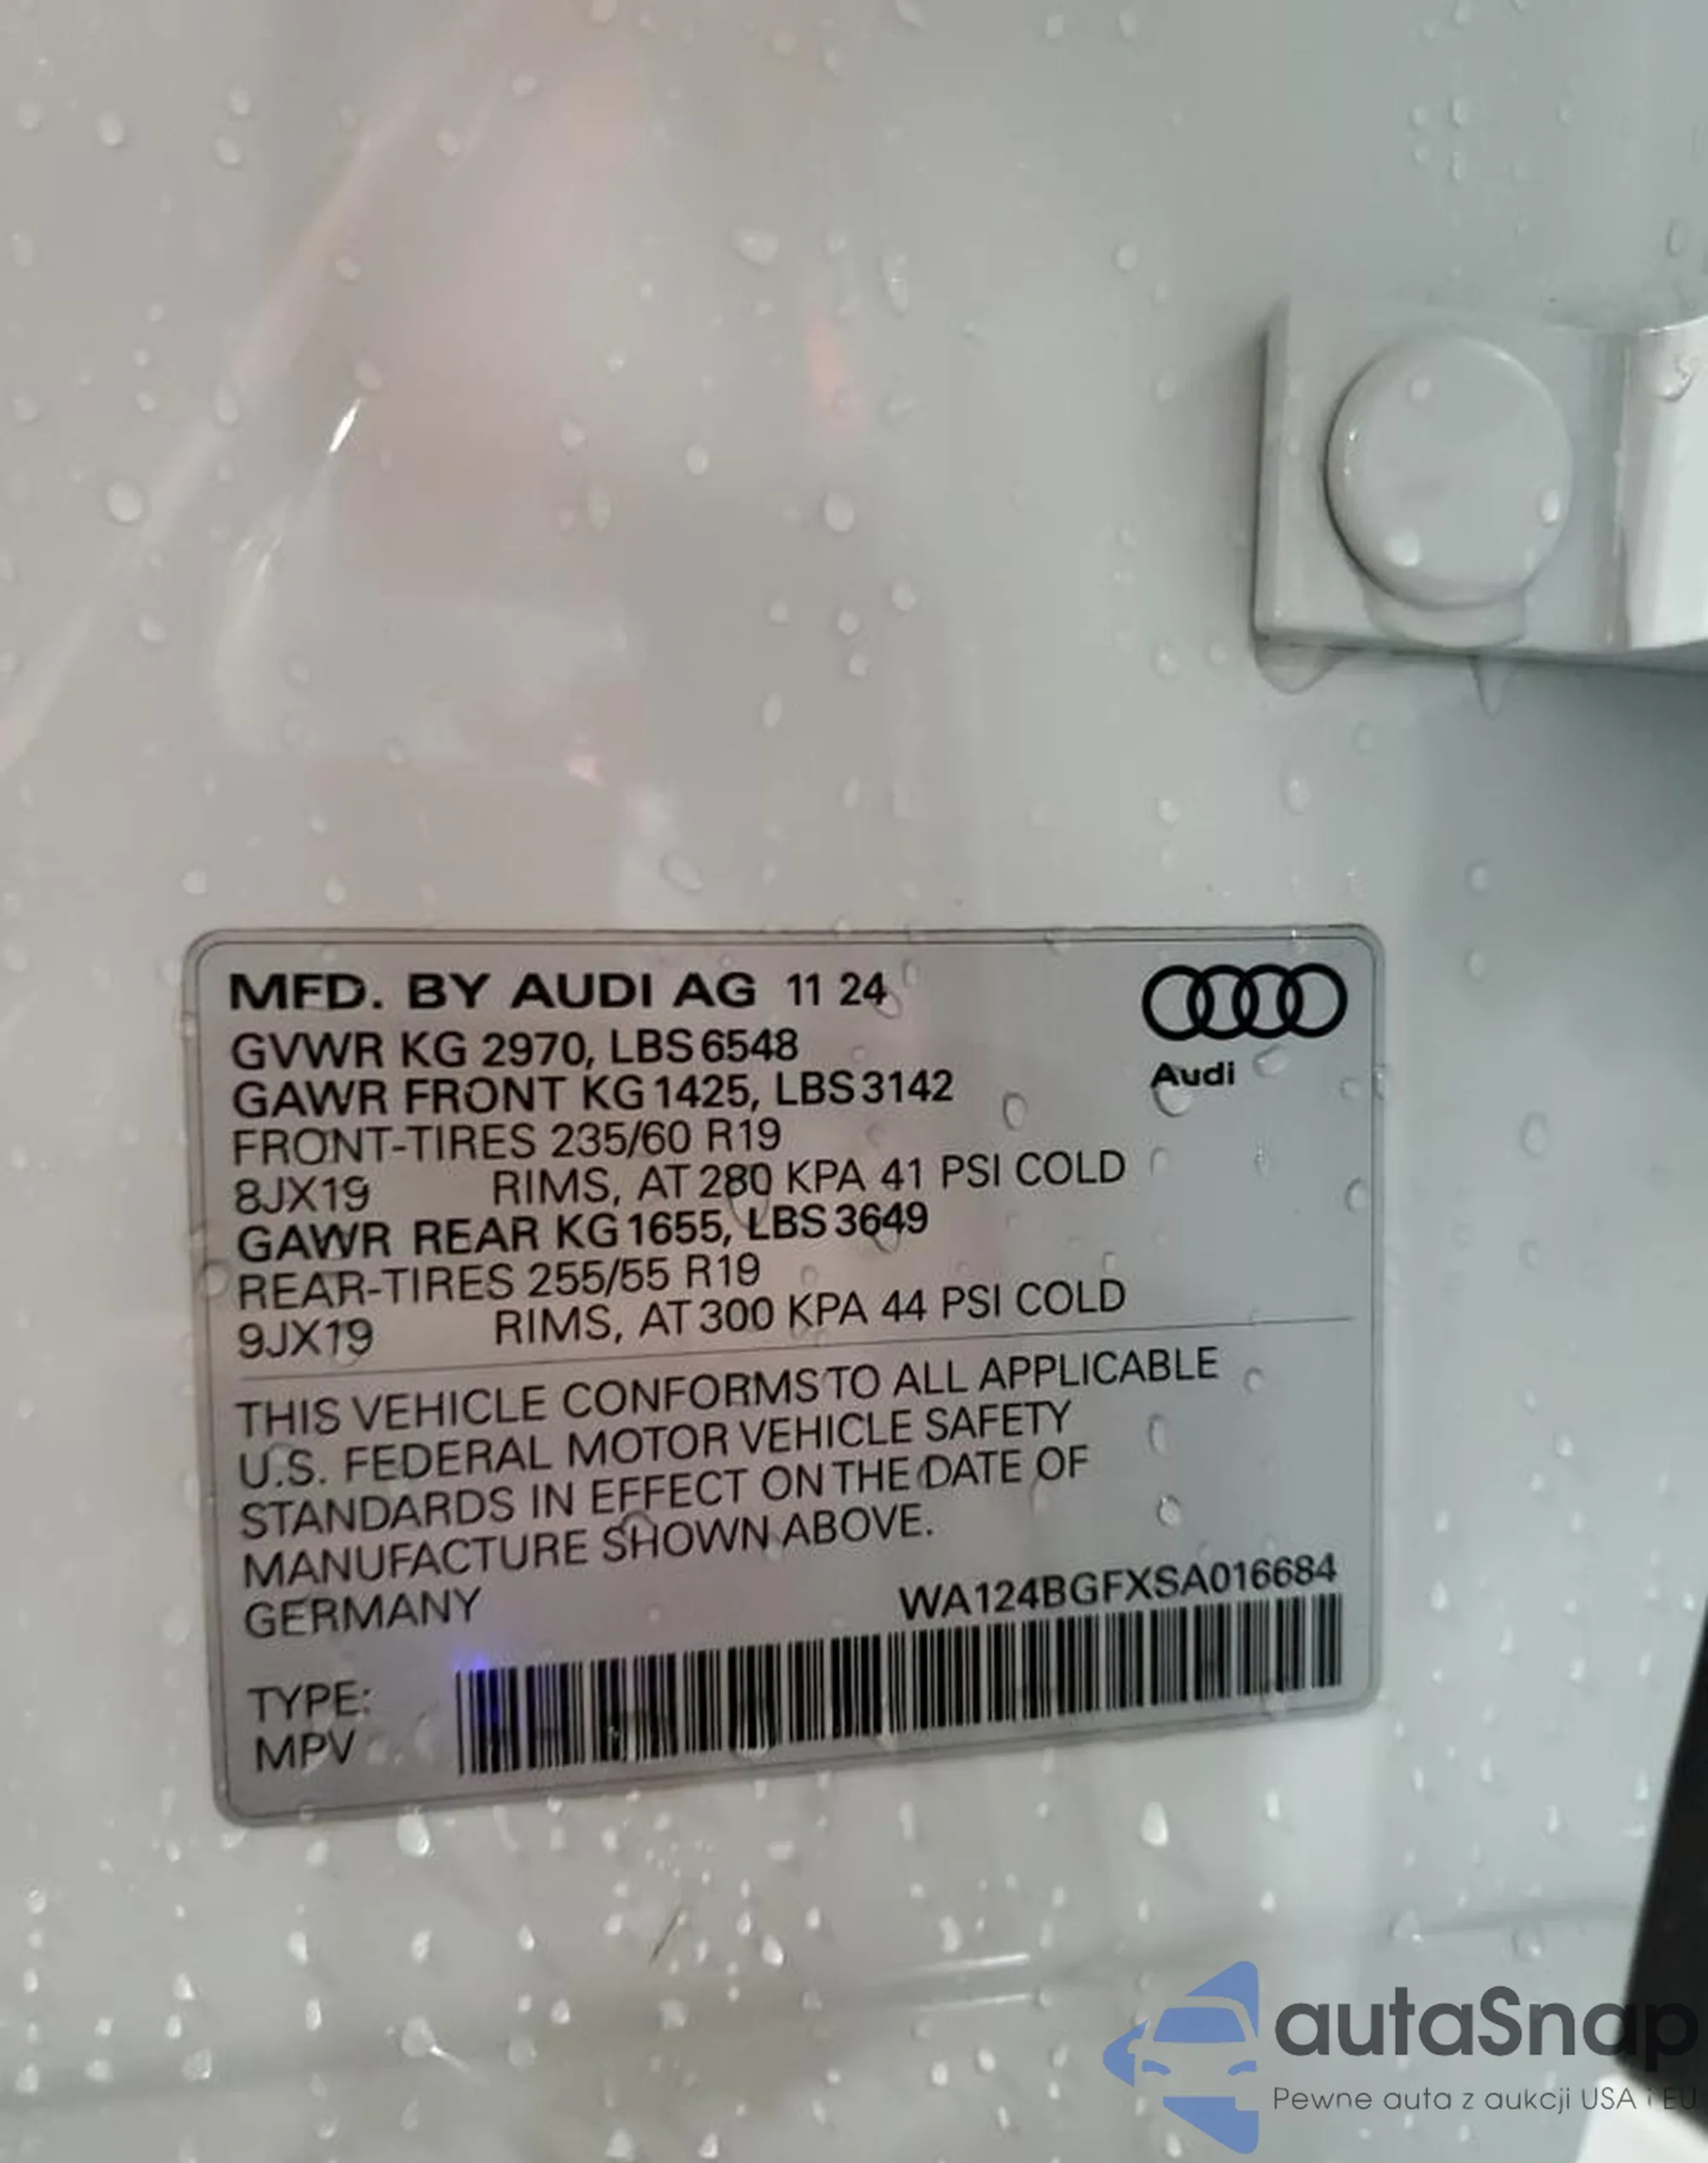 MFD. BY AUDI AG 11 24
GVWR KG 2970, LBS 6548
GAWR FRONT KG 1425, LBS 3142
FRONT-TIRES 235/60 R19
8JX19 RIMS, AT 280 KPA 41 PSI COLD
GAWR REAR KG 1655, LBS 3649
REAR-TIRES 255/55 R19
9JX19 RIMS, AT 300 KPA 44 PSI COLD
Audi
THIS VEHICLE CONFORMS TO ALL APPLICABLE
U.S. FEDERAL MOTOR VEHICLE SAFETY
STANDARDS IN EFFECT ON THE DATE OF
MANUFACTURE SHOWN ABOVE.
GERMANY WA124BGFXSA016684
TYPE:
MPV
autaSnap
Pewne auta z aukcji USA i EU